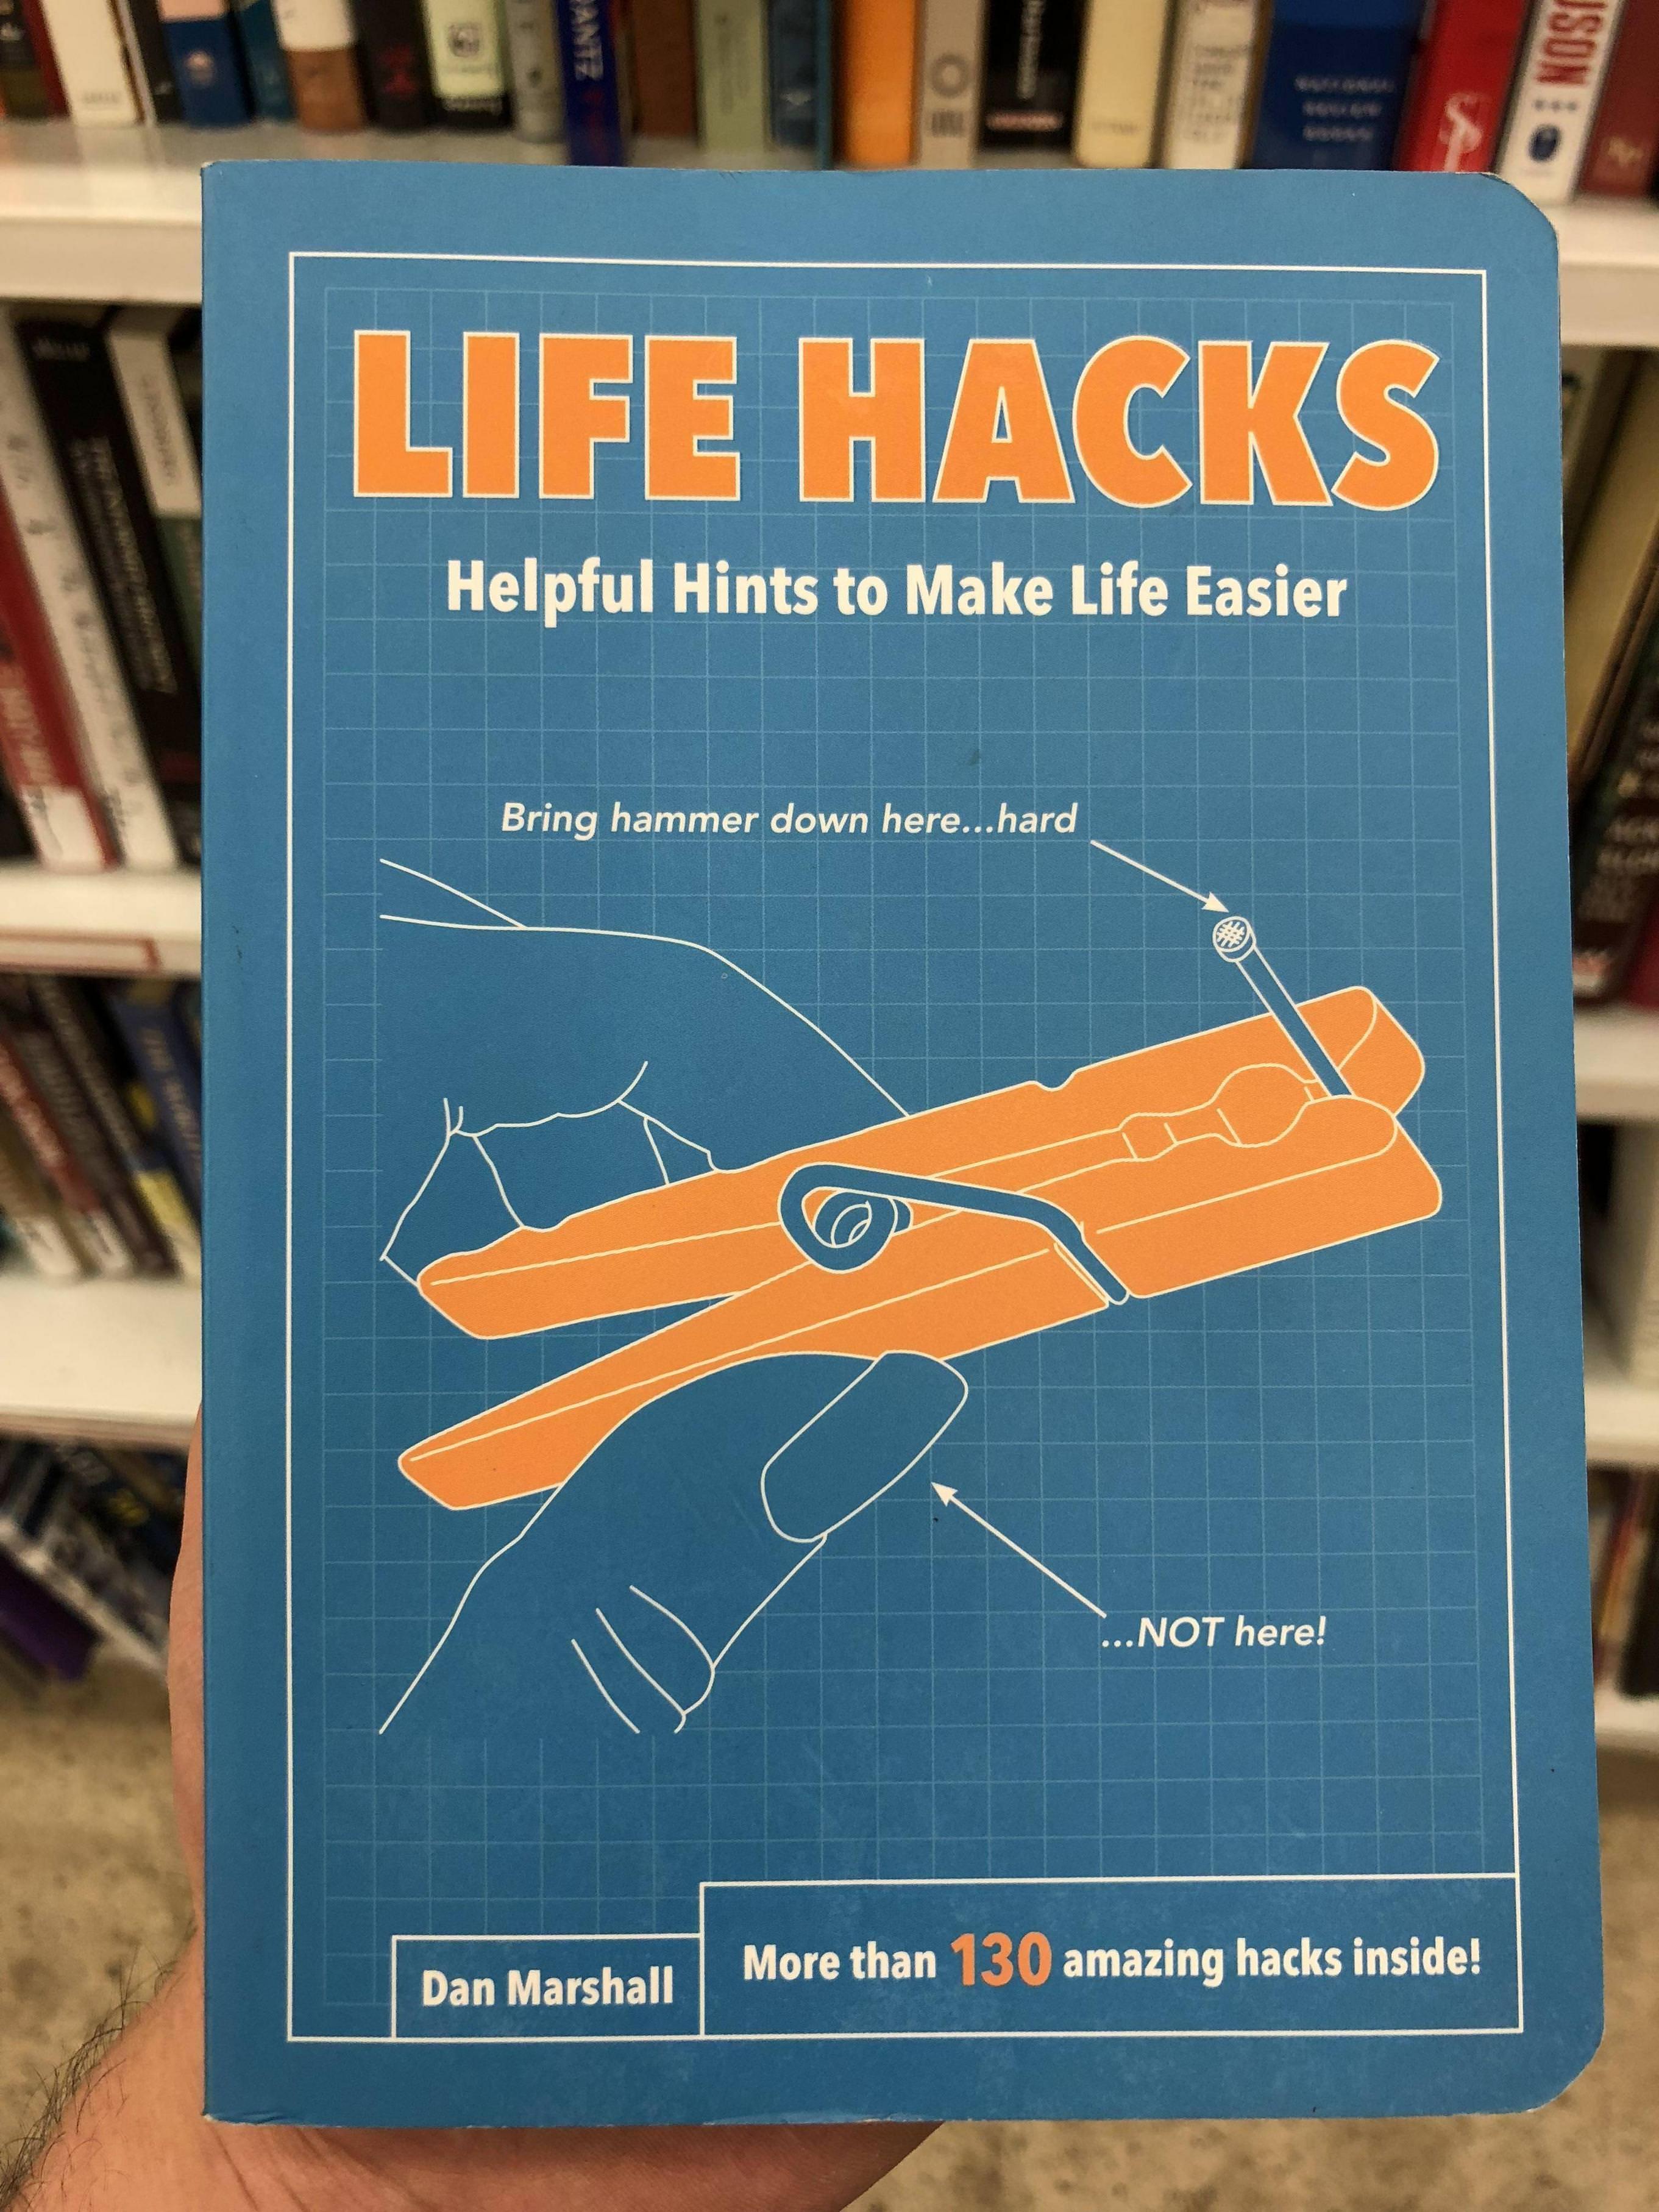 LIFE HACKS
Helpful Hints to Make Life Easier
Bring hammer down here...hard
...NOT here!
Dan Marshall
More than 130 amazing hacks inside!